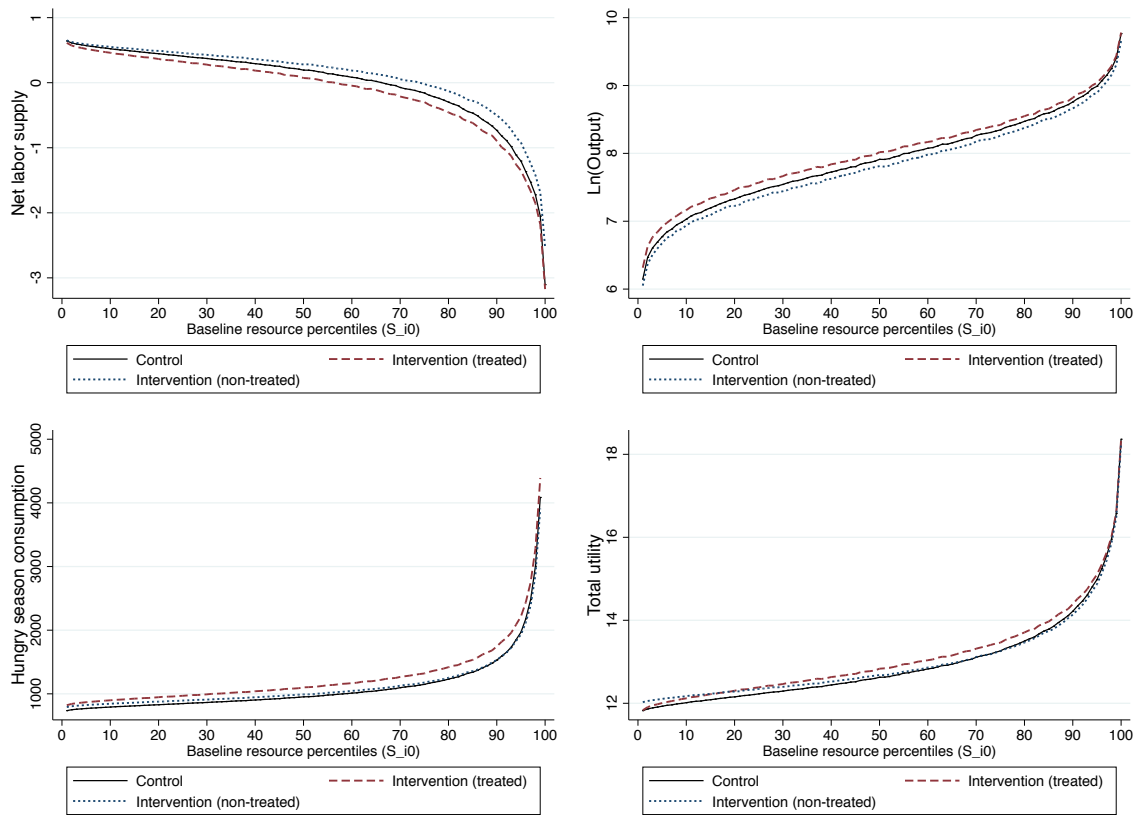 Net labor supply
1
0
-1
-2
-3
0 10 20 30 40 50 60 70 80 90 100
Baseline resource percentiles (S_i0)
Control
Intervention (treated)
Intervention (non-treated)
Ln(Output)
10
9
8
7
6
0 10 20 30 40 50 60 70 80 90 100
Baseline resource percentiles (S_i0)
Control
Intervention (treated)
Intervention (non-treated)
Hungry season consumption
5000
4000
3000
2000
1000
0 10 20 30 40 50 60 70 80 90 100
Baseline resource percentiles (S_i0)
Control
Intervention (treated)
Intervention (non-treated)
Total utility
18
16
14
12
0 10 20 30 40 50 60 70 80 90 100
Baseline resource percentiles (S_i0)
Control
Intervention (treated)
Intervention (non-treated)